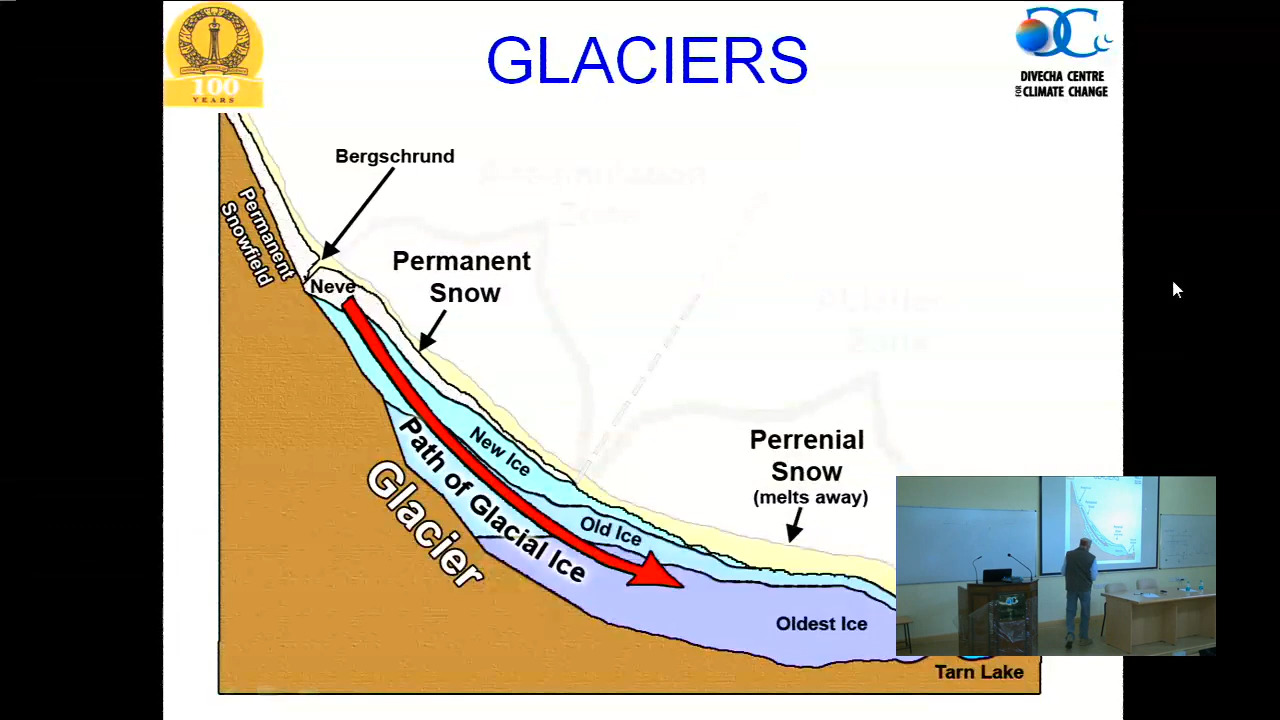 GLACIERS
100
YEARS
DIVECHA CENTRE
FOR CLIMATE CHANGE
Bergschrund
Permanent
Snowfield
Neve
Permanent
Snow
New Ice
Path of Glacial Ice
Glacier
Old Ice
Perrenial
Snow
(melts away)
Oldest Ice
Tarn Lake